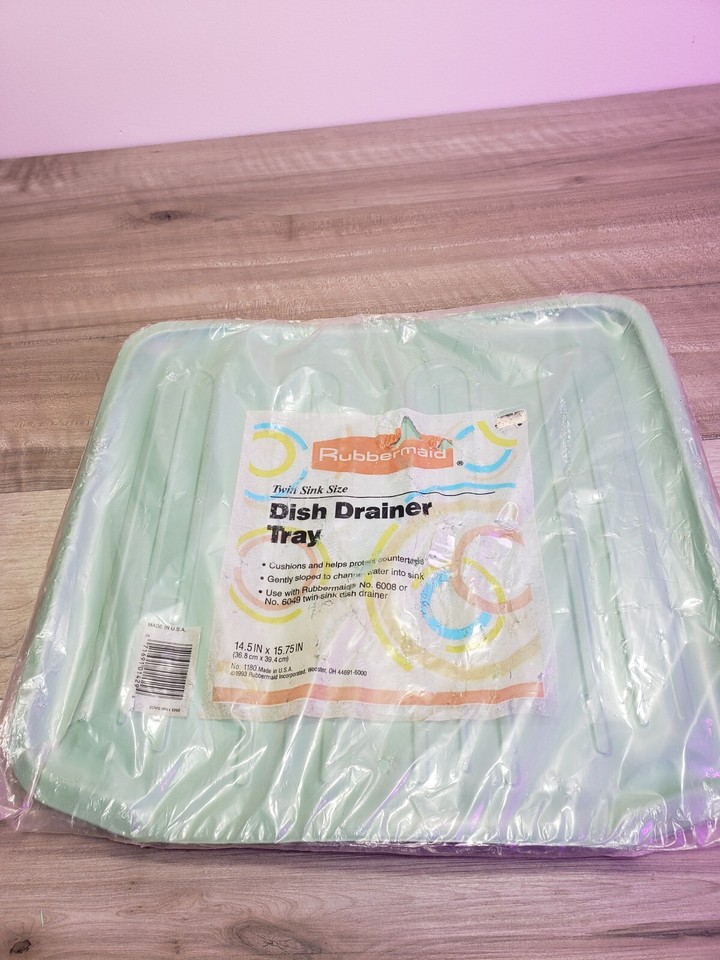 Rubbermaid®
Twin Sink Size
Dish Drainer
Tray
• Cushions and helps protect countertops
• Gently sloped to channel water into sink
• Use with Rubbermaid® No. 6008 or
No. 6049 twin-sink dish drainer
14.5 IN x 15.75 IN
(36.8 cm x 39.4 cm)
No. 1180 Made in U.S.A.
©1993 Rubbermaid Incorporated, Wooster, OH 44691-6000
MADE IN U.S.A.